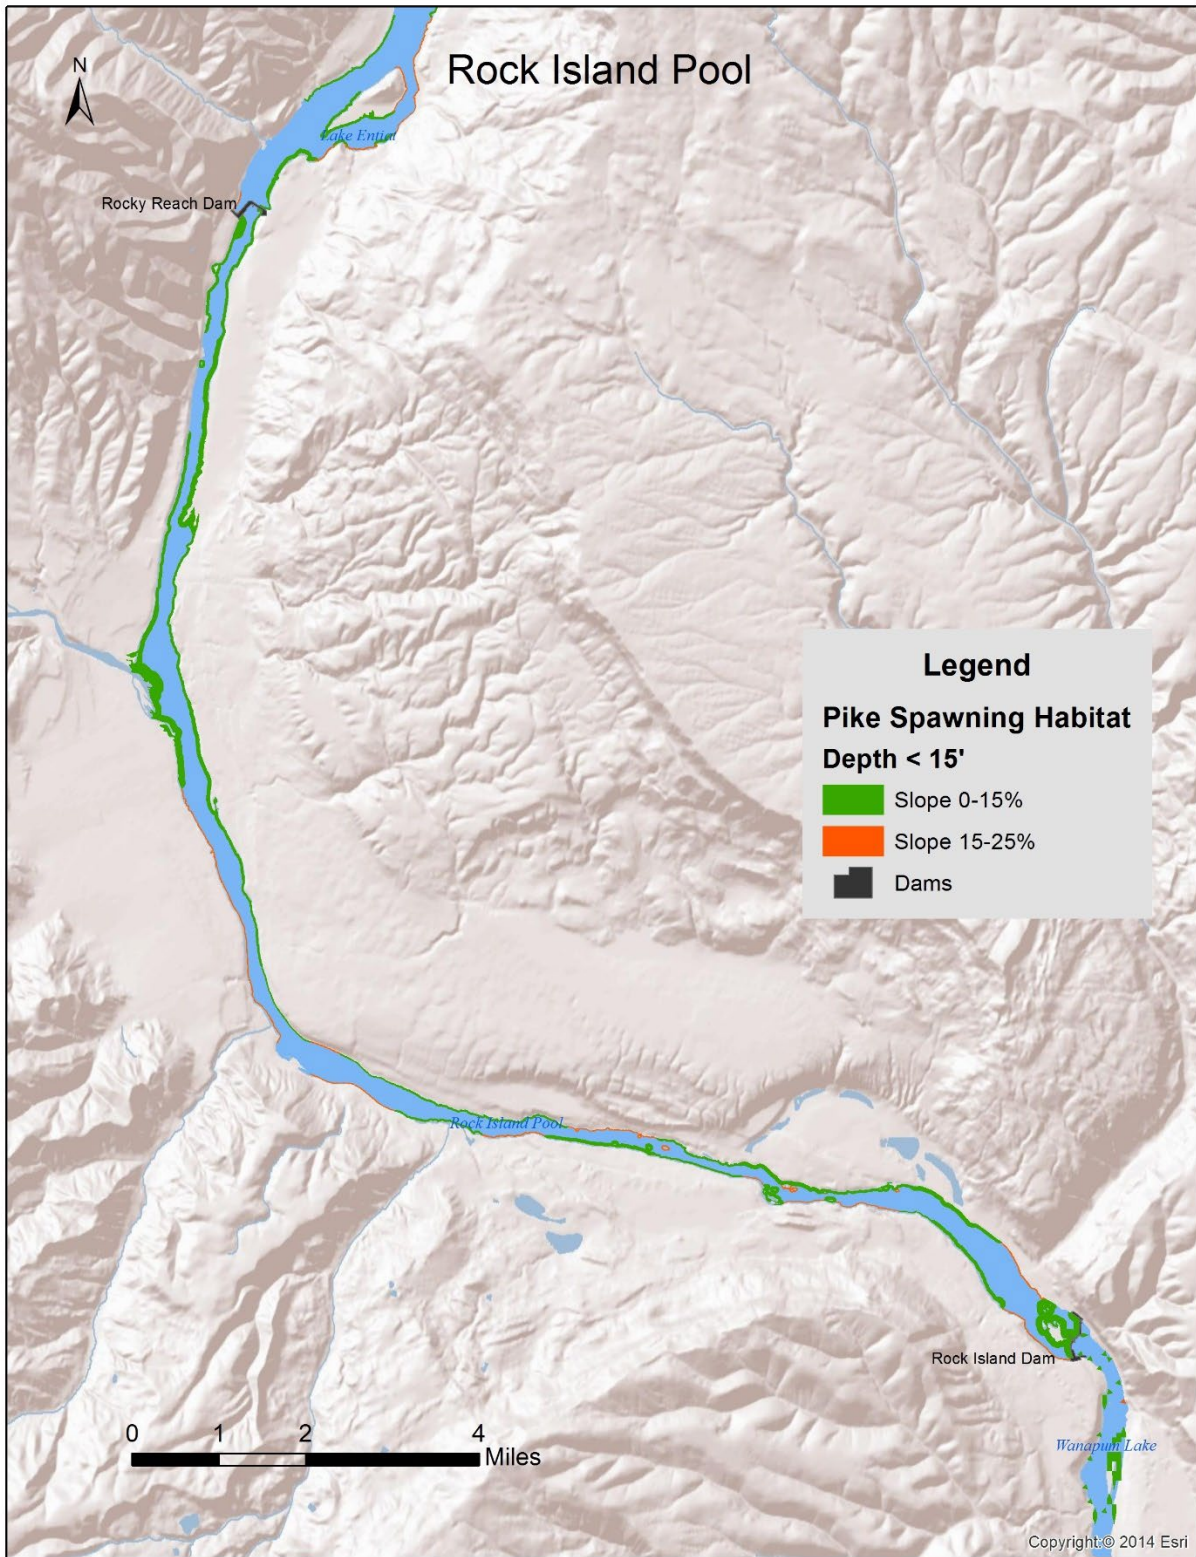 Rock Island Pool
N
Lake Entiat
Rocky Reach Dam
Legend
Pike Spawning Habitat
Depth < 15'
Slope 0-15%
Slope 15-25%
Dams
Rock Island Pool
Rock Island Dam
0 1 2 4
Miles
Wanapum Lake
Copyright:© 2014 Esri